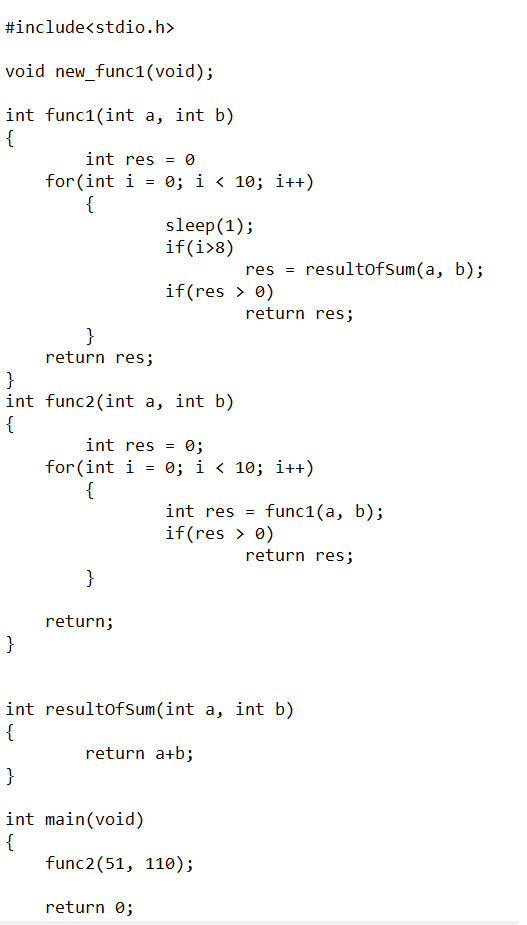 #include<stdio.h>
void new_func1(void);
int func1(int a, int b)
{
int res = 0
for(int i = 0; i < 10; i++)
{
sleep(1);
if(i>8)
res = resultOfSum(a, b);
if(res > 0)
return res;
}
return res;
}
int func2(int a, int b)
{
int res = 0;
for(int i = 0; i < 10; i++)
{
int res = func1(a, b);
if(res > 0)
return res;
}
return;
}
int resultOfSum(int a, int b)
{
return a+b;
}
int main(void)
{
func2(51, 110);
return 0;